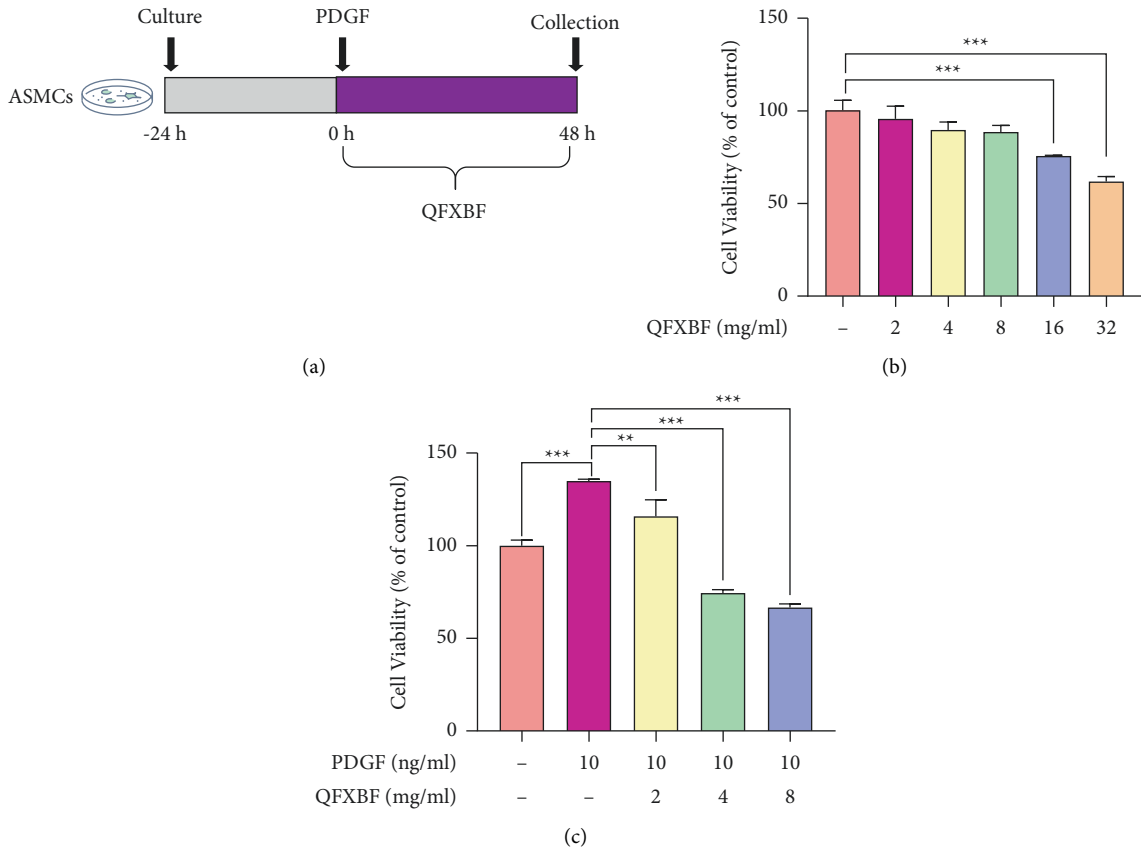 Culture PDGF Collection
ASMCs
-24 h 0 h 48 h
QFXBF
(a)
Cell Viability (% of control)
150
100
50
0
*** 
***
QFXBF (mg/ml) – 2 4 8 16 32
(b)
Cell Viability (% of control)
150
100
50
0
***
***
*** **
PDGF (ng/ml) – 10 10 10 10
QFXBF (mg/ml) – – 2 4 8
(c)